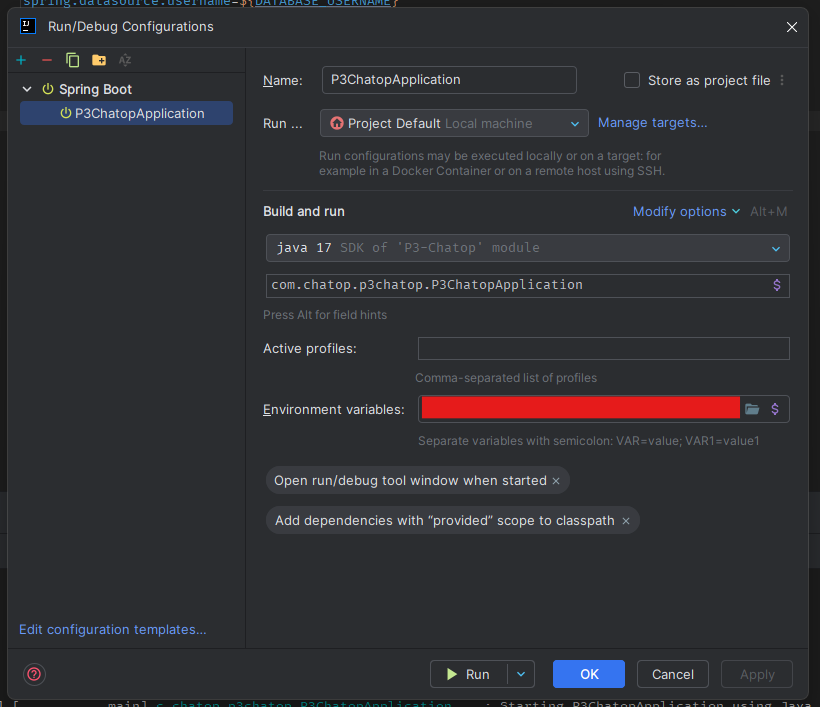 spring.datasource.username=${DATABASE_USERNAME}
Run/Debug Configurations
Spring Boot
P3ChatopApplication
Name: P3ChatopApplication Store as project file
Run ... Project Default Local machine Manage targets...
Run configurations may be executed locally or on a target: for
example in a Docker Container or on a remote host using SSH.
Build and run Modify options Alt+M
java 17 SDK of 'P3-Chatop' module
com.chatop.p3chatop.P3ChatopApplication $
Press Alt for field hints
Active profiles:
Comma-separated list of profiles
Environment variables: $
Separate variables with semicolon: VAR=value; VAR1=value1
Open run/debug tool window when started ×
Add dependencies with “provided” scope to classpath ×
Edit configuration templates...
? Run OK Cancel Apply
main] c.chatop.p3chatop.P3ChatopApplication : Starting P3ChatopApplication using Java